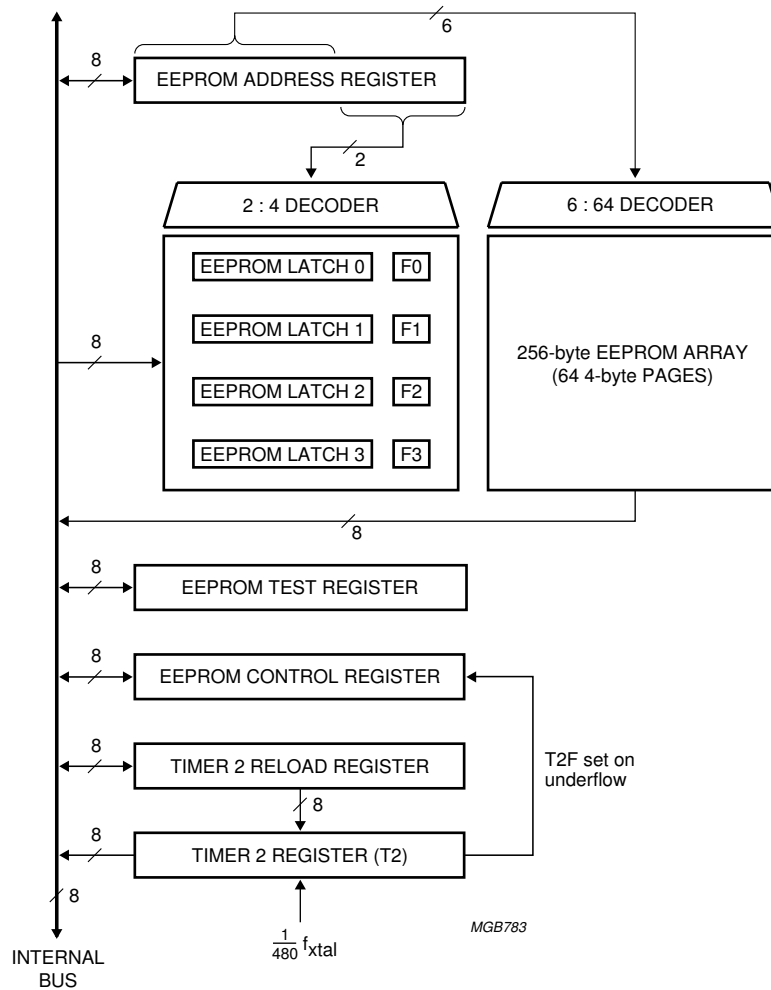 6
8
EEPROM ADDRESS REGISTER
2
2 : 4 DECODER
6 : 64 DECODER
EEPROM LATCH 0 F0
EEPROM LATCH 1 F1
8
256-byte EEPROM ARRAY
(64 4-byte PAGES)
EEPROM LATCH 2 F2
EEPROM LATCH 3 F3
8
8
EEPROM TEST REGISTER
8
EEPROM CONTROL REGISTER
T2F set on
underflow
8
TIMER 2 RELOAD REGISTER
8
8
TIMER 2 REGISTER (T2)
8
1/480 fxtal
MGB783
INTERNAL
BUS